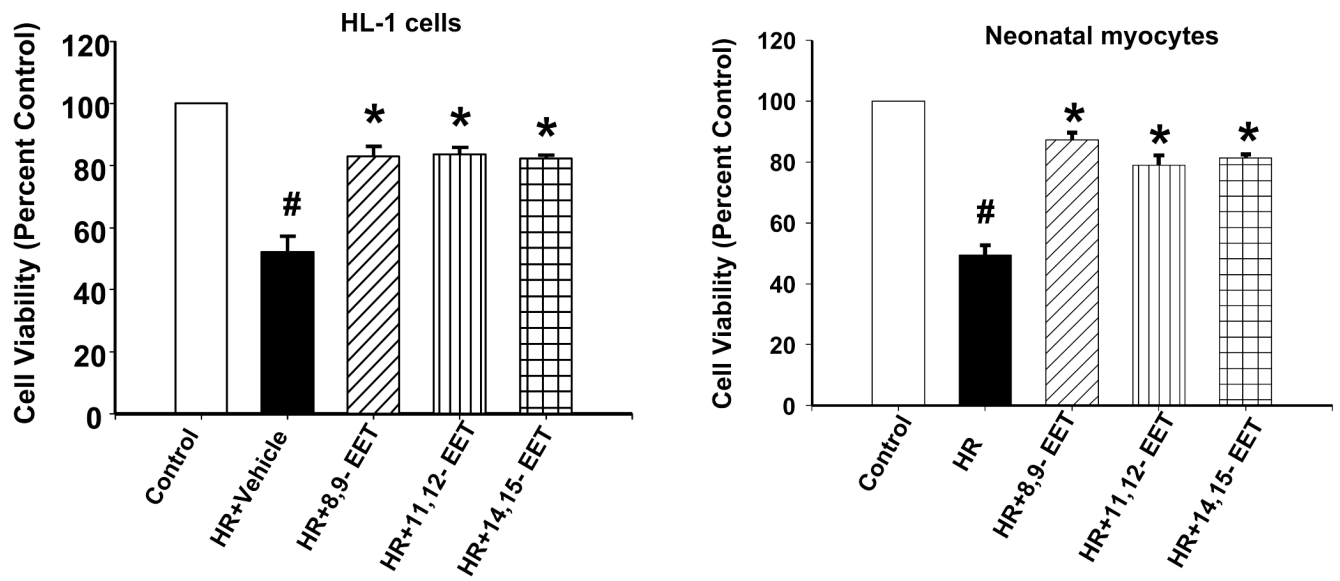 HL-1 cells
Cell Viability (Percent Control)
120
100
80
60
40
20
0
#
*
*
*
Control
HR+Vehicle
HR+8,9- EET
HR+11,12- EET
HR+14,15- EET
Neonatal myocytes
Cell Viability (Percent Control)
120
100
80
60
40
20
0
#
*
*
*
Control
HR
HR+8,9- EET
HR+11,12- EET
HR+14,15- EET